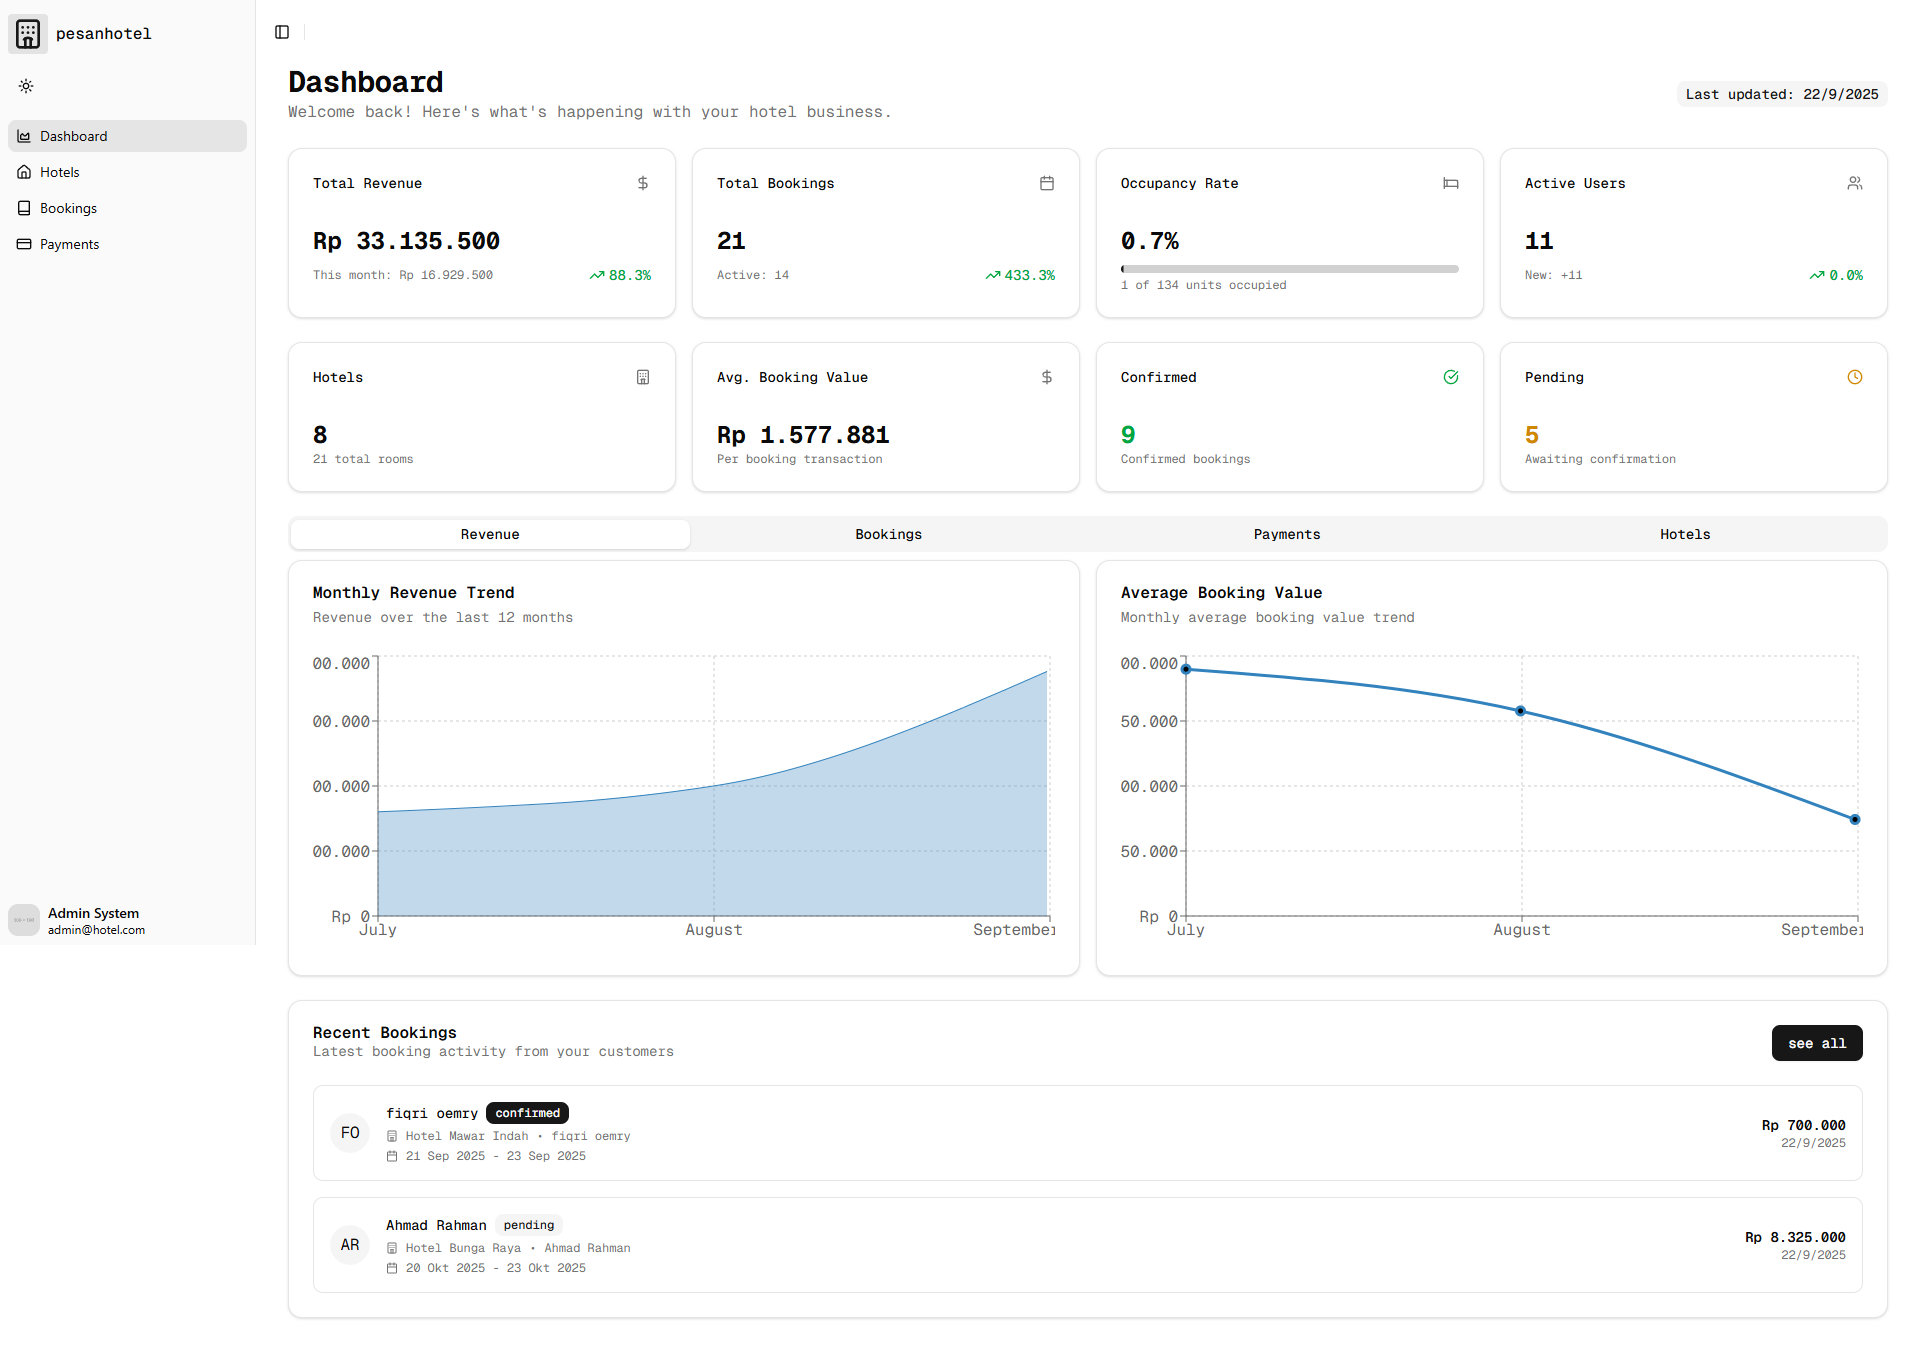 pesanhotel
Dashboard
Hotels
Bookings
Payments
Admin System
admin@hotel.com
Dashboard
Welcome back! Here's what's happening with your hotel business.
Last updated: 22/9/2025
Total Revenue
Rp 33.135.500
This month: Rp 16.929.500
88.3%
Total Bookings
21
Active: 14
433.3%
Occupancy Rate
0.7%
1 of 134 units occupied
Active Users
11
New: +11
0.0%
Hotels
8
21 total rooms
Avg. Booking Value
Rp 1.577.881
Per booking transaction
Confirmed
9
Confirmed bookings
Pending
5
Awaiting confirmation
Revenue
Bookings
Payments
Hotels
Monthly Revenue Trend
Revenue over the last 12 months
00.000
00.000
00.000
00.000
Rp 0
July
August
September
Average Booking Value
Monthly average booking value trend
00.000
50.000
00.000
50.000
Rp 0
July
August
September
Recent Bookings
Latest booking activity from your customers
see all
FO
fiqri oemry confirmed
Hotel Mawar Indah • fiqri oemry
21 Sep 2025 - 23 Sep 2025
Rp 700.000
22/9/2025
AR
Ahmad Rahman pending
Hotel Bunga Raya • Ahmad Rahman
20 Okt 2025 - 23 Okt 2025
Rp 8.325.000
22/9/2025